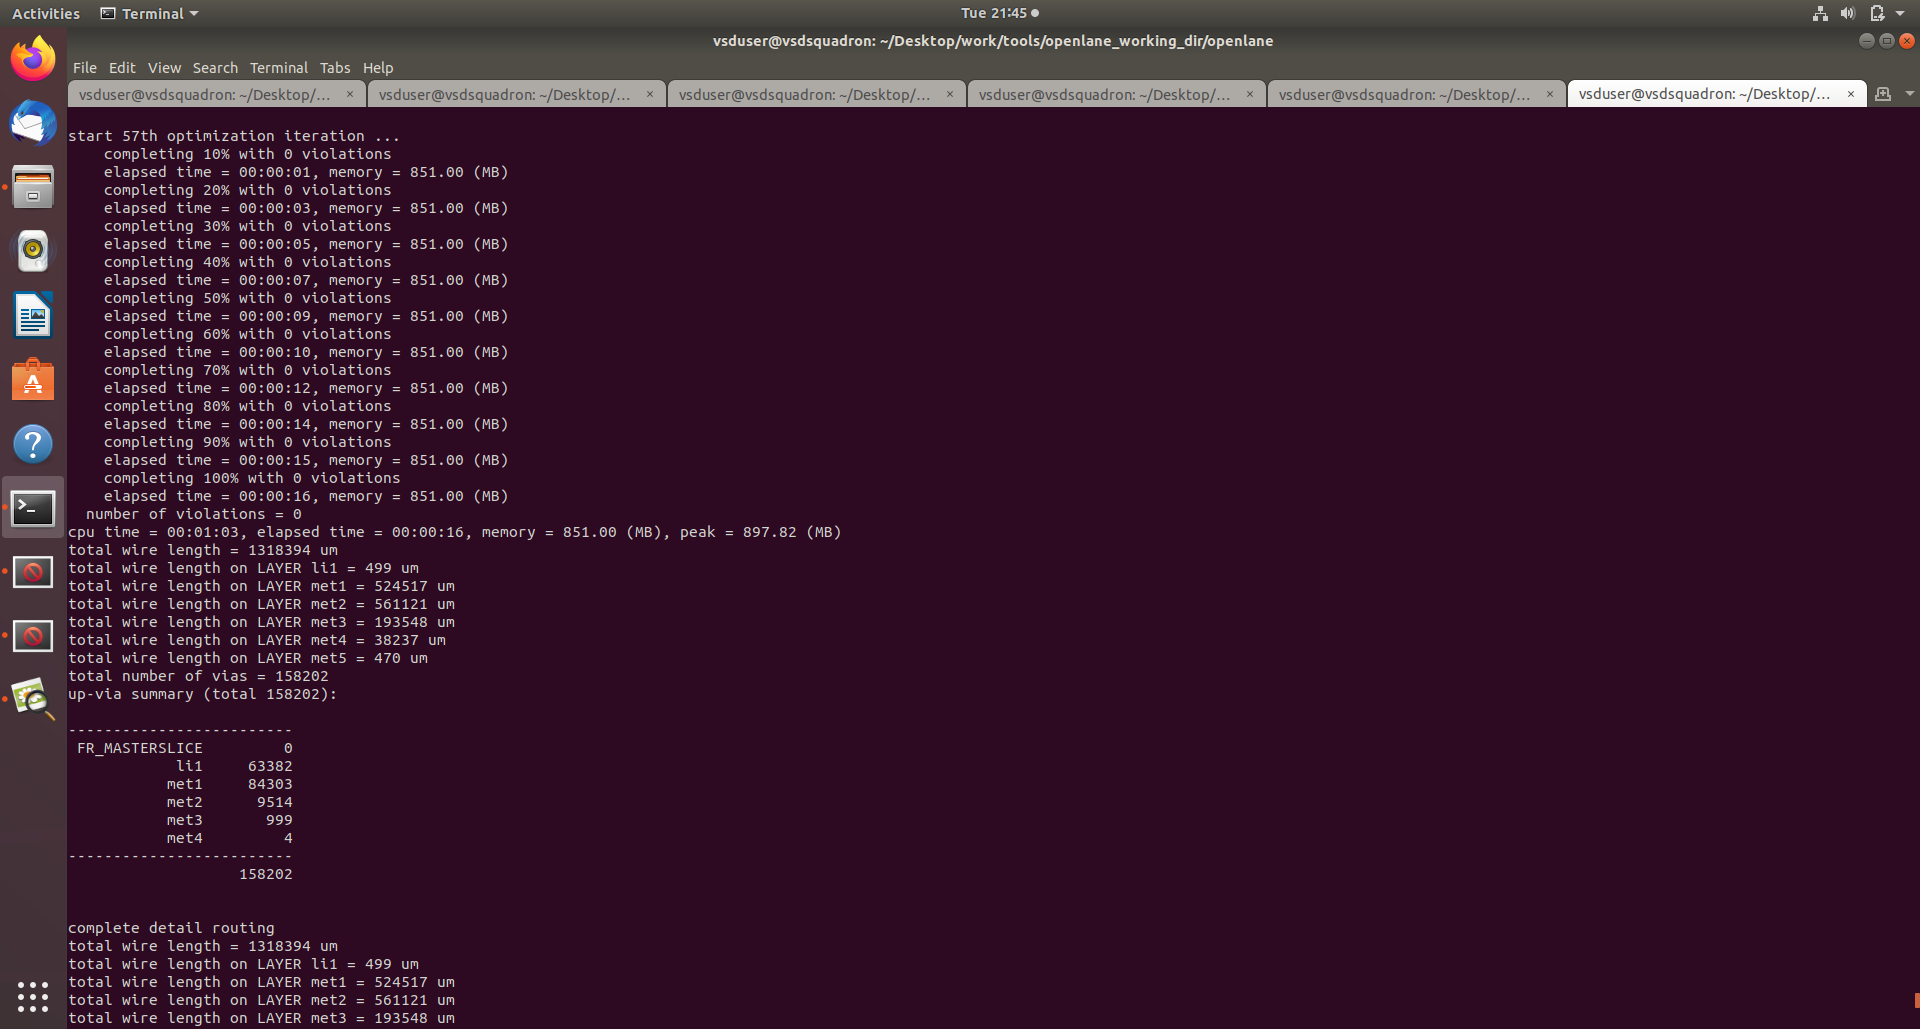 Activities Terminal Tue 21:45
vsduser@vsdsquadron: ~/Desktop/work/tools/openlane_working_dir/openlane
File Edit View Search Terminal Tabs Help
vsduser@vsdsquadron: ~/Desktop/... × vsduser@vsdsquadron: ~/Desktop/... × vsduser@vsdsquadron: ~/Desktop/... × vsduser@vsdsquadron: ~/Desktop/... × vsduser@vsdsquadron: ~/Desktop/... × vsduser@vsdsquadron: ~/Desktop/... ×
start 57th optimization iteration ...
    completing 10% with 0 violations
    elapsed time = 00:00:01, memory = 851.00 (MB)
    completing 20% with 0 violations
    elapsed time = 00:00:03, memory = 851.00 (MB)
    completing 30% with 0 violations
    elapsed time = 00:00:05, memory = 851.00 (MB)
    completing 40% with 0 violations
    elapsed time = 00:00:07, memory = 851.00 (MB)
    completing 50% with 0 violations
    elapsed time = 00:00:09, memory = 851.00 (MB)
    completing 60% with 0 violations
    elapsed time = 00:00:10, memory = 851.00 (MB)
    completing 70% with 0 violations
    elapsed time = 00:00:12, memory = 851.00 (MB)
    completing 80% with 0 violations
    elapsed time = 00:00:14, memory = 851.00 (MB)
    completing 90% with 0 violations
    elapsed time = 00:00:15, memory = 851.00 (MB)
    completing 100% with 0 violations
    elapsed time = 00:00:16, memory = 851.00 (MB)
  number of violations = 0
cpu time = 00:01:03, elapsed time = 00:00:16, memory = 851.00 (MB), peak = 897.82 (MB)
total wire length = 1318394 um
total wire length on LAYER li1 = 499 um
total wire length on LAYER met1 = 524517 um
total wire length on LAYER met2 = 561121 um
total wire length on LAYER met3 = 193548 um
total wire length on LAYER met4 = 38237 um
total wire length on LAYER met5 = 470 um
total number of vias = 158202
up-via summary (total 158202):
-------------------------
 FR_MASTERSLICE         0
            li1     63382
           met1     84303
           met2      9514
           met3       999
           met4         4
-------------------------
                   158202
complete detail routing
total wire length = 1318394 um
total wire length on LAYER li1 = 499 um
total wire length on LAYER met1 = 524517 um
total wire length on LAYER met2 = 561121 um
total wire length on LAYER met3 = 193548 um